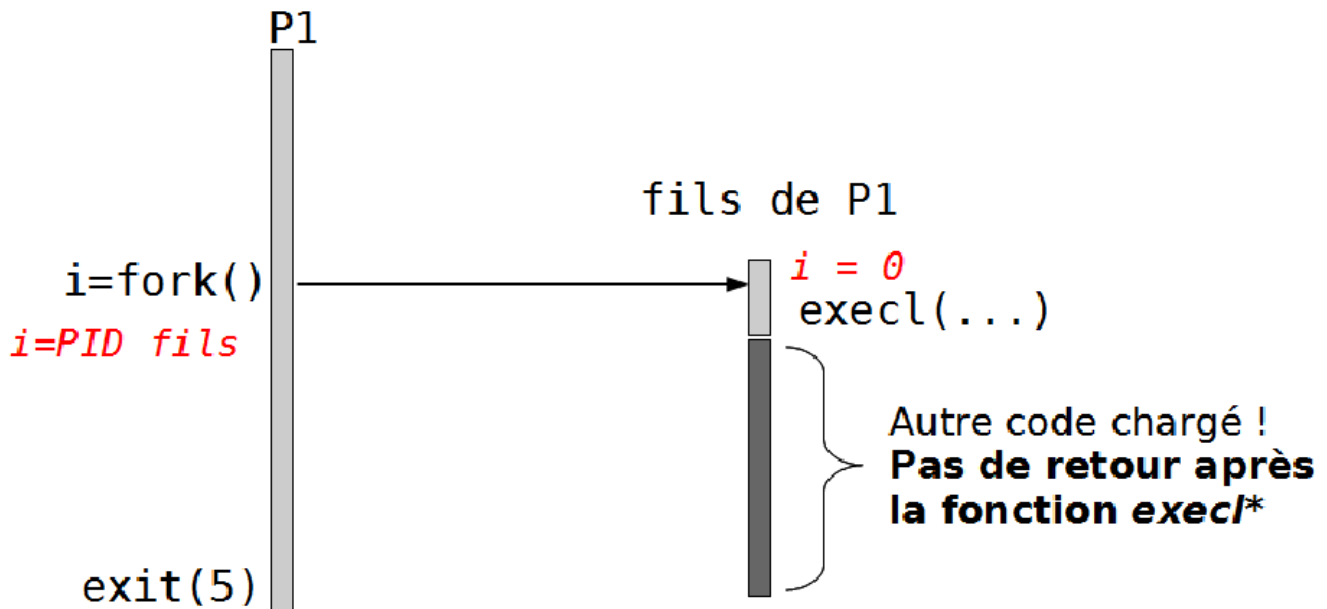 P1
fils de P1
i=fork()
i = 0
execl(...)
i=PID fils
Autre code chargé !
Pas de retour après
la fonction execl*
exit(5)